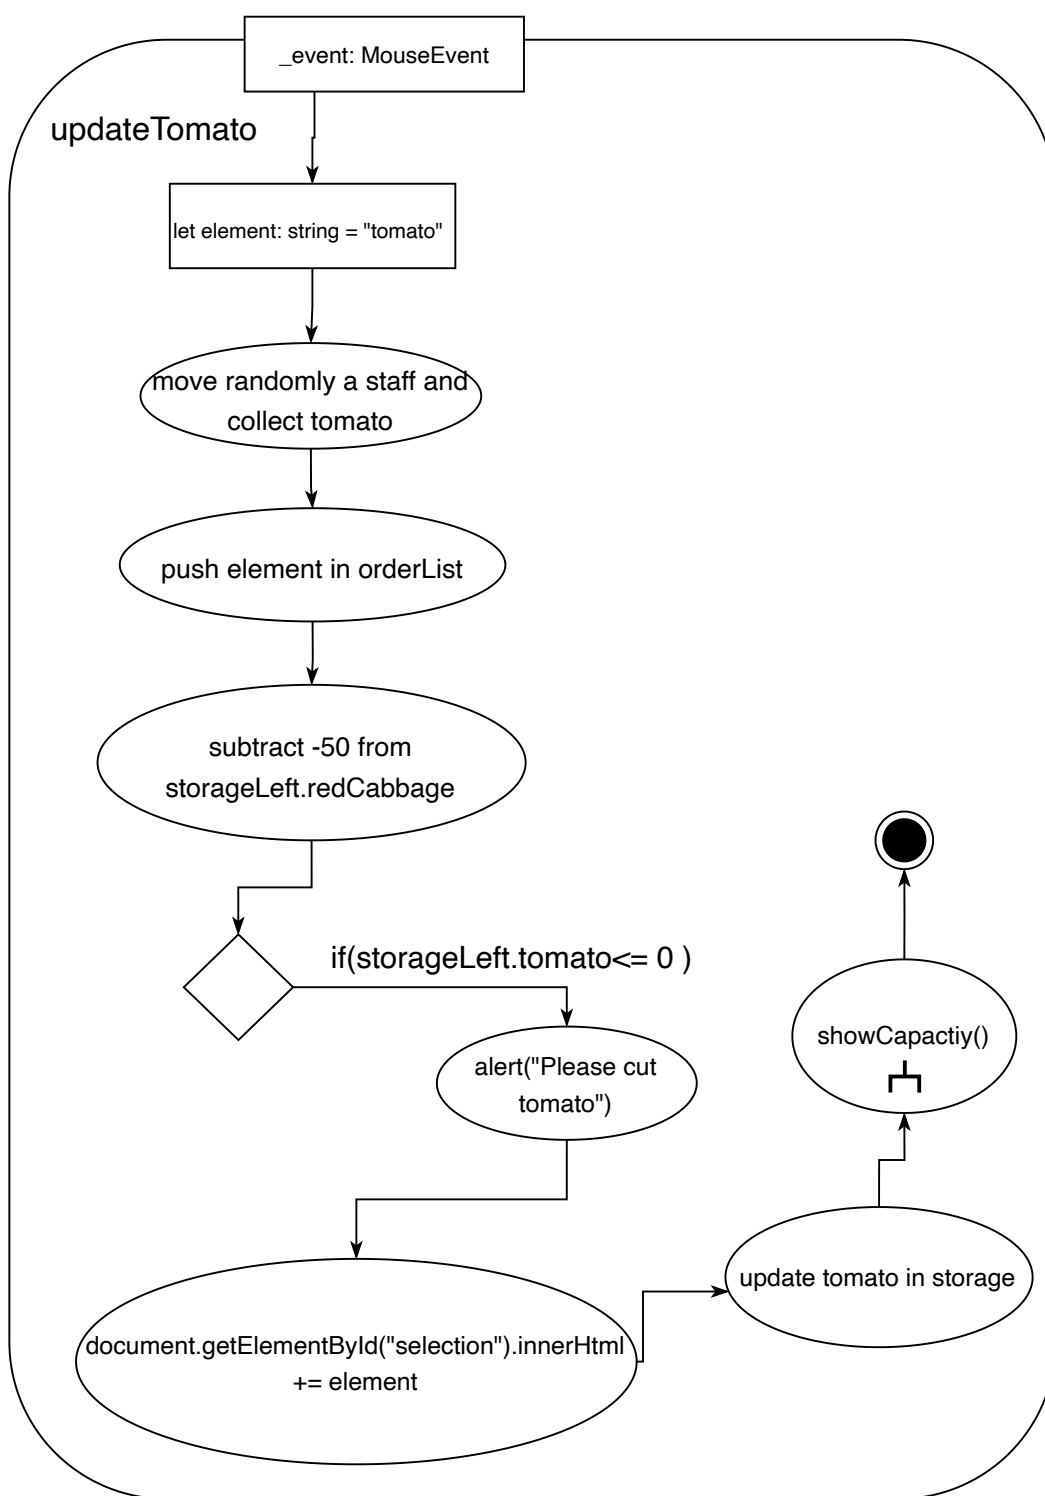 _event: MouseEvent
updateTomato
let element: string = "tomato"
move randomly a staff and
collect tomato
push element in orderList
subtract -50 from
storageLeft.redCabbage
if(storageLeft.tomato<= 0 )
alert("Please cut
tomato")
showCapactiy()
update tomato in storage
document.getElementById("selection").innerHtml
+= element